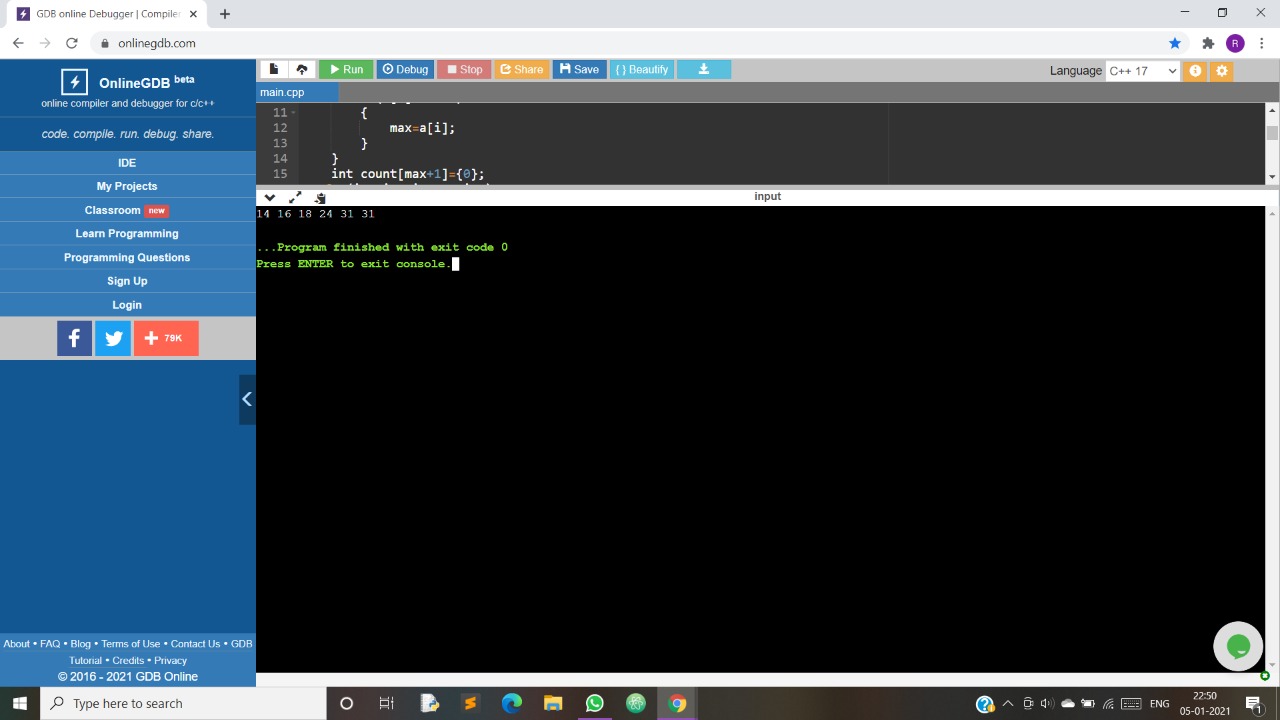 GDB online Debugger | Compiler
onlinegdb.com
R
OnlineGDB beta
online compiler and debugger for c/c++
code. compile. run. debug. share.
IDE
My Projects
Classroom new
Learn Programming
Programming Questions
Sign Up
Login
79K
About • FAQ • Blog • Terms of Use • Contact Us • GDB
Tutorial • Credits • Privacy
© 2016 - 2021 GDB Online
Run Debug Stop Share Save { } Beautify
Language C++ 17
main.cpp
11 {
12 max=a[i];
13 }
14 }
15 int count[max+1]={0};
input
14 16 18 24 31 31
...Program finished with exit code 0
Press ENTER to exit console.
Type here to search
ENG
22:50
05-01-2021
1